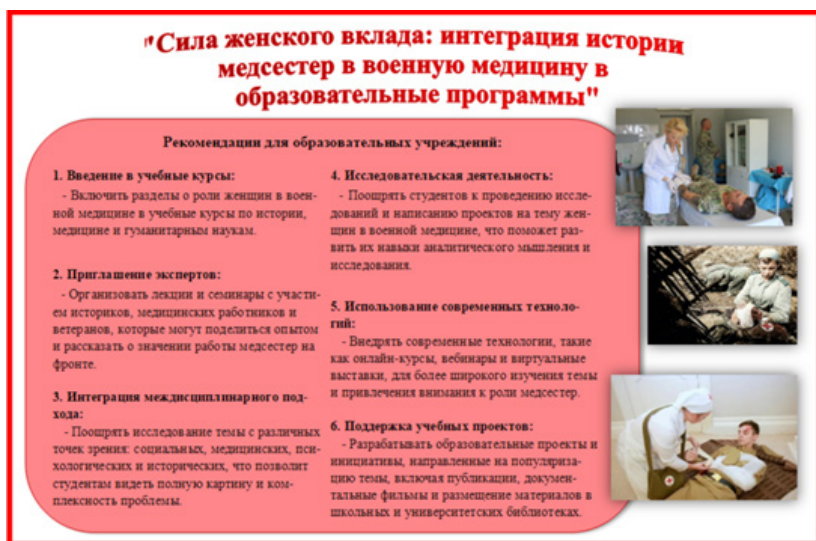 "Сила женского вклада: интеграция истории
медсестер в военную медицину в
образовательные программы"
Рекомендации для образовательных учреждений:
1. Введение в учебные курсы:
- Включить разделы о роли женщин в воен-
ной медицине в учебные курсы по истории,
медицине и гуманитарным наукам.
2. Приглашение экспертов:
- Организовать лекции и семинары с участи-
ем историков, медицинских работников и
ветеранов, которые могут поделиться опытом
и рассказать о значении работы медсестер на
фронте.
3. Интеграция междисциплинарного под-
хода:
- Поощрять исследование темы с различных
точек зрения: социальных, медицинских, пси-
хологических и исторических, что позволит
студентам видеть полную картину и ком-
плексность проблемы.
4. Исследовательская деятельность:
- Поощрять студентов к проведению иссле-
дований и написанию проектов на тему жен-
щин в военной медицине, что поможет раз-
вить их навыки аналитического мышления и
исследования.
5. Использование современных техноло-
гий:
- Внедрять современные технологии, такие
как онлайн-курсы, вебинары и виртуальные
выставки, для более широкого изучения темы
и привлечения внимания к роли медсестер.
6. Поддержка учебных проектов:
- Разрабатывать образовательные проекты и
инициативы, направленные на популяриза-
цию темы, включая публикации, докумен-
тальные фильмы и размещение материалов в
школьных и университетских библиотеках.